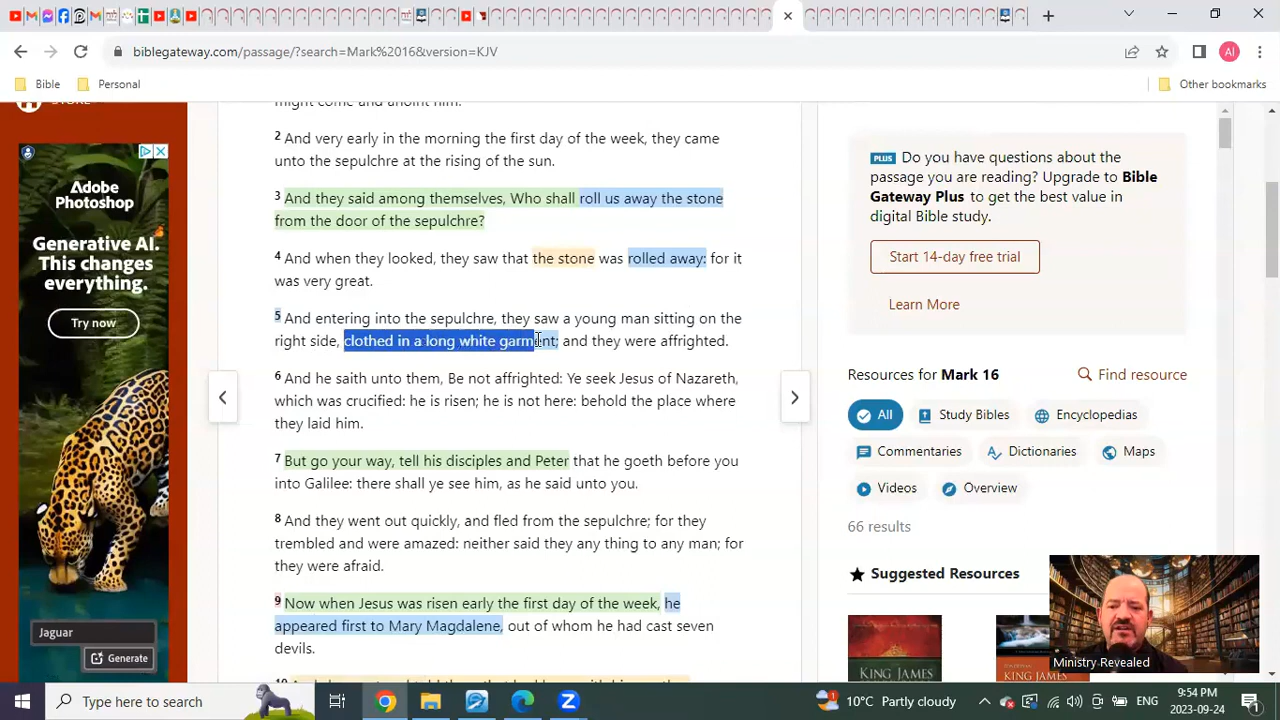 biblegateway.com/passage/?search=Mark%2016&version=KJV
AI
Bible
Personal
Other bookmarks
might come and anoint him.
2 And very early in the morning the first day of the week, they came
unto the sepulchre at the rising of the sun.
3 And they said among themselves, Who shall roll us away the stone
from the door of the sepulchre?
4 And when they looked, they saw that the stone was rolled away: for it
was very great.
5 And entering into the sepulchre, they saw a young man sitting on the
right side, clothed in a long white garment; and they were affrighted.
6 And he saith unto them, Be not affrighted: Ye seek Jesus of Nazareth,
which was crucified: he is risen; he is not here: behold the place where
they laid him.
7 But go your way, tell his disciples and Peter that he goeth before you
into Galilee: there shall ye see him, as he said unto you.
8 And they went out quickly, and fled from the sepulchre; for they
trembled and were amazed: neither said they any thing to any man; for
they were afraid.
9 Now when Jesus was risen early the first day of the week, he
appeared first to Mary Magdalene, out of whom he had cast seven
devils.
Adobe
Photoshop
Generative AI.
This changes
everything.
Try now
Jaguar
Generate
PLUS Do you have questions about the
passage you are reading? Upgrade to Bible
Gateway Plus to get the best value in
digital Bible study.
Start 14-day free trial
Learn More
Resources for Mark 16
Find resource
All
Study Bibles
Encyclopedias
Commentaries
Dictionaries
Maps
Videos
Overview
66 results
Suggested Resources
KING JAMES
KING JAMES
Ministry Revealed
Type here to search
1
10°C Partly cloudy
ENG
9:54 PM
2023-09-24
1